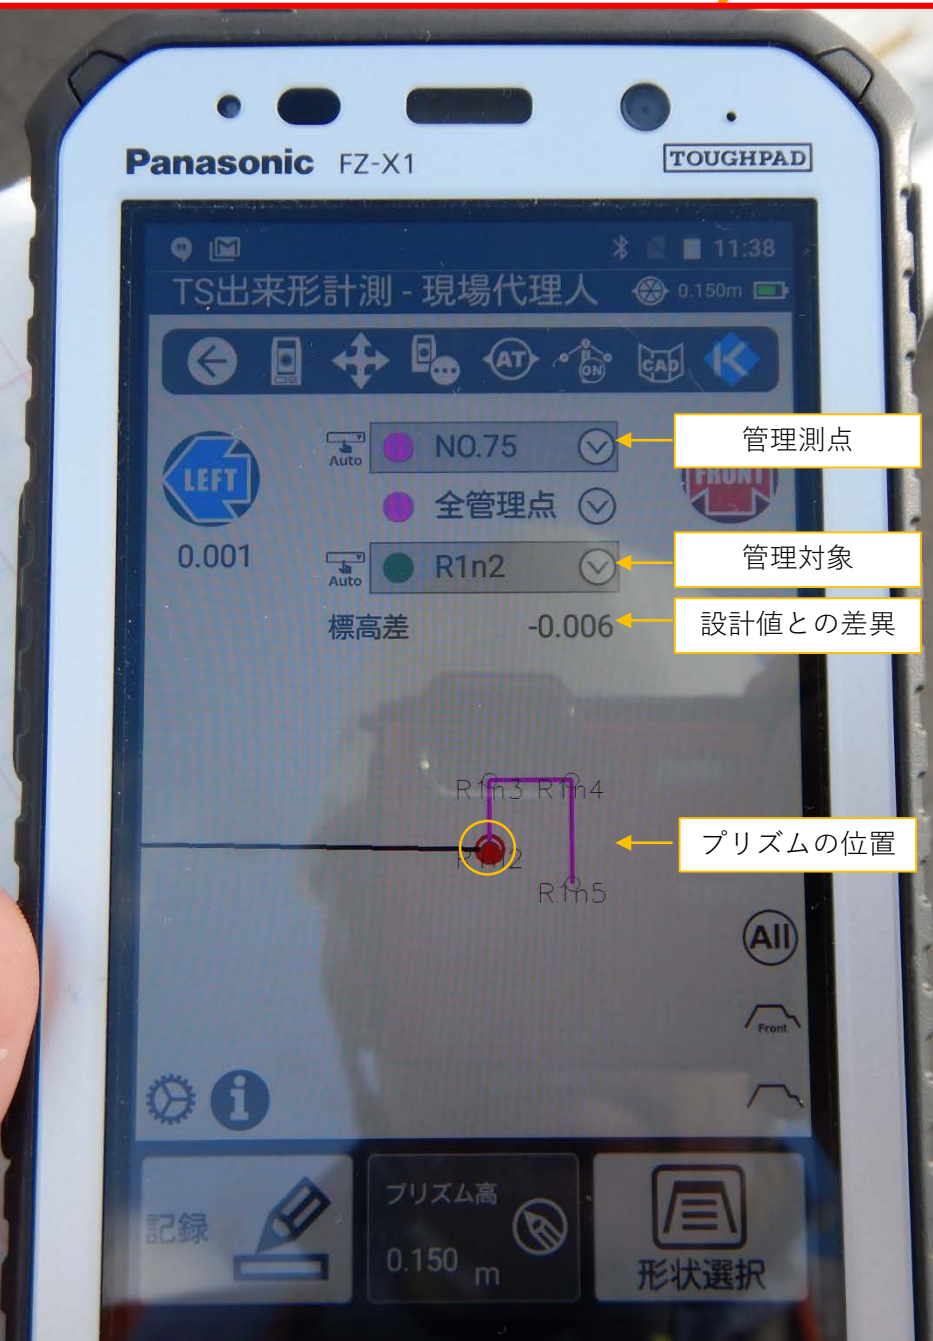 Panasonic FZ-X1 TOUGHPAD
11:38
TS出来形計測 - 現場代理人 0.150m
AT ON CAD
LEFT Auto NO.75 管理測点
FRONT
全管理点
0.001 Auto R1n2 管理対象
標高差 -0.006 設計値との差異
R1n3 R1n4
R1n2 プリズムの位置
R1n5
All
Front
i
記録 プリズム高
0.150 m
形状選択